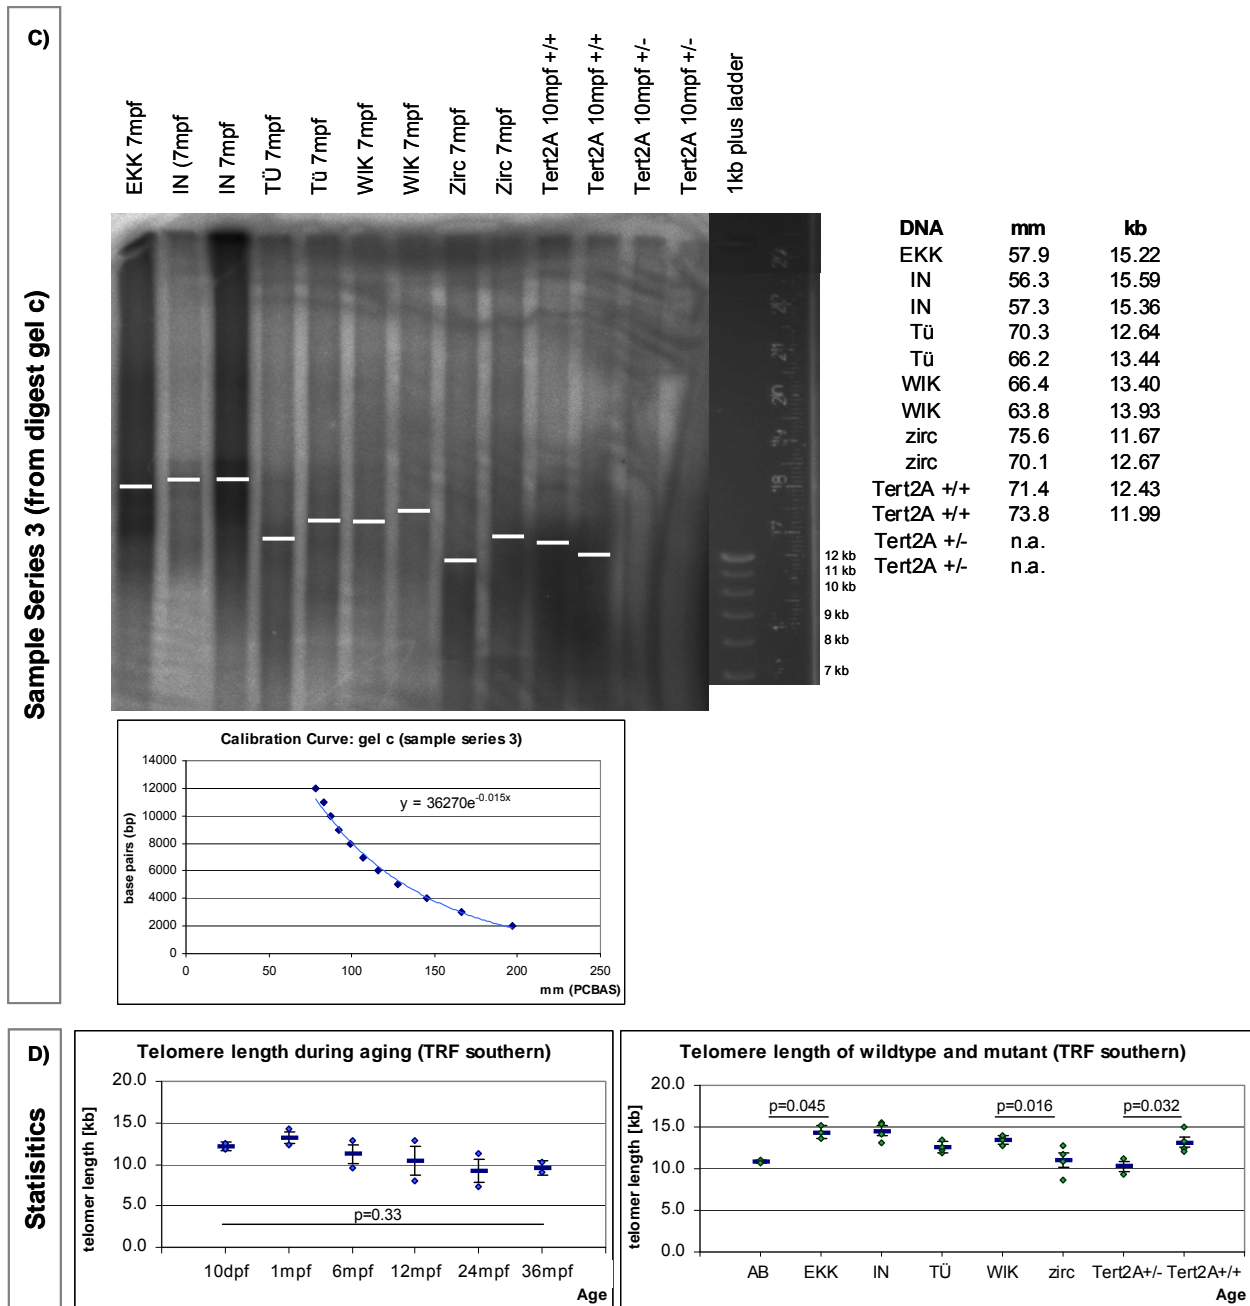 C)
Sample Series 3 (from digest gel c)
EKK 7mpf
IN (7mpf
IN 7mpf
TÜ 7mpf
Tü 7mpf
WIK 7mpf
WIK 7mpf
Zirc 7mpf
Zirc 7mpf
Tert2A 10mpf +/+
Tert2A 10mpf +/+
Tert2A 10mpf +/-
Tert2A 10mpf +/-
1kb plus ladder
12 kb
11 kb
10 kb
9 kb
8 kb
7 kb
DNA mm kb
EKK 57.9 15.22
IN 56.3 15.59
IN 57.3 15.36
Tü 70.3 12.64
Tü 66.2 13.44
WIK 66.4 13.40
WIK 63.8 13.93
zirc 75.6 11.67
zirc 70.1 12.67
Tert2A +/+ 71.4 12.43
Tert2A +/+ 73.8 11.99
Tert2A +/- n.a.
Tert2A +/- n.a.
Calibration Curve: gel c (sample series 3)
y = 36270e-0.015x
base pairs (bp)
14000
12000
10000
8000
6000
4000
2000
0
0 50 100 150 200 250
mm (PCBAS)
D)
Statisitics
Telomere length during aging (TRF southern)
telomer length [kb]
20.0
15.0
10.0
5.0
0.0
p=0.33
10dpf 1mpf 6mpf 12mpf 24mpf 36mpf
Age
Telomere length of wildtype and mutant (TRF southern)
telomer length [kb]
20.0
15.0
10.0
5.0
0.0
p=0.045
p=0.016
p=0.032
AB EKK IN TÜ WIK zirc Tert2A+/- Tert2A+/+
Age